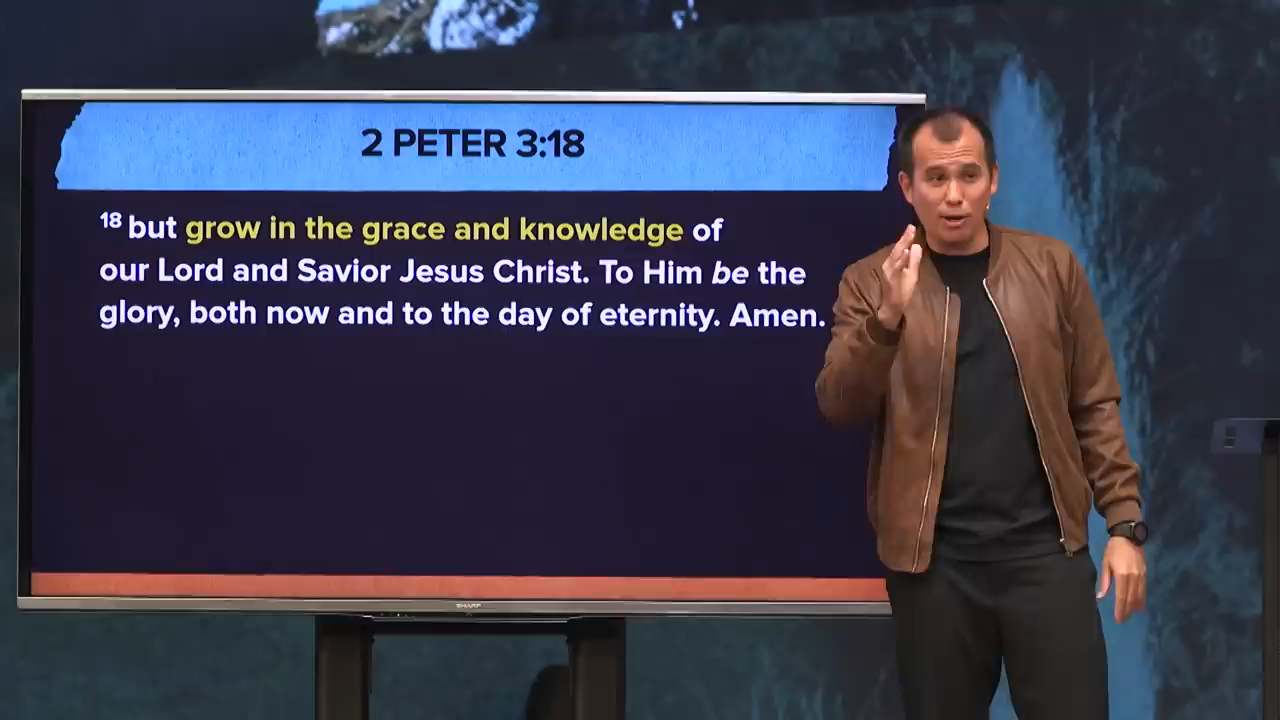 2 PETER 3:18
18 but grow in the grace and knowledge of
our Lord and Savior Jesus Christ. To Him be the
glory, both now and to the day of eternity. Amen.
SHARP